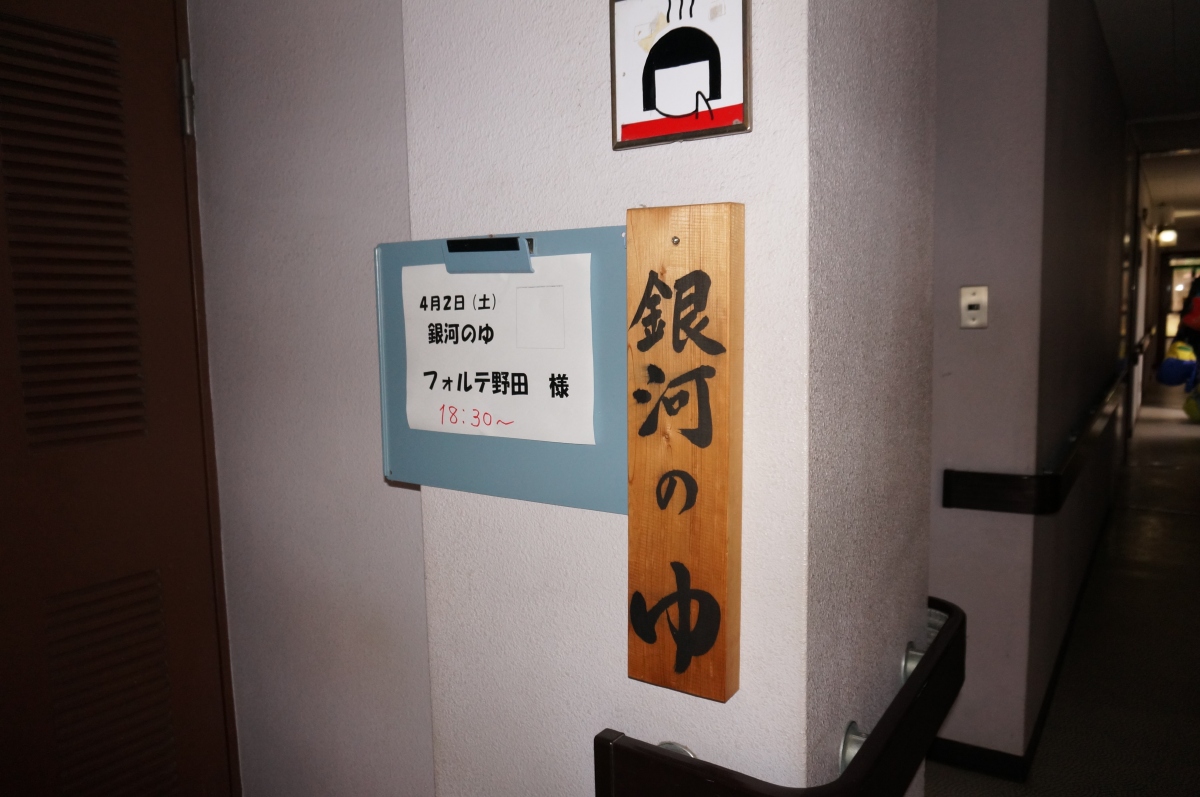 4月2日（土）
銀河のゆ
フォルテ野田　様
18:30～
銀河のゆ